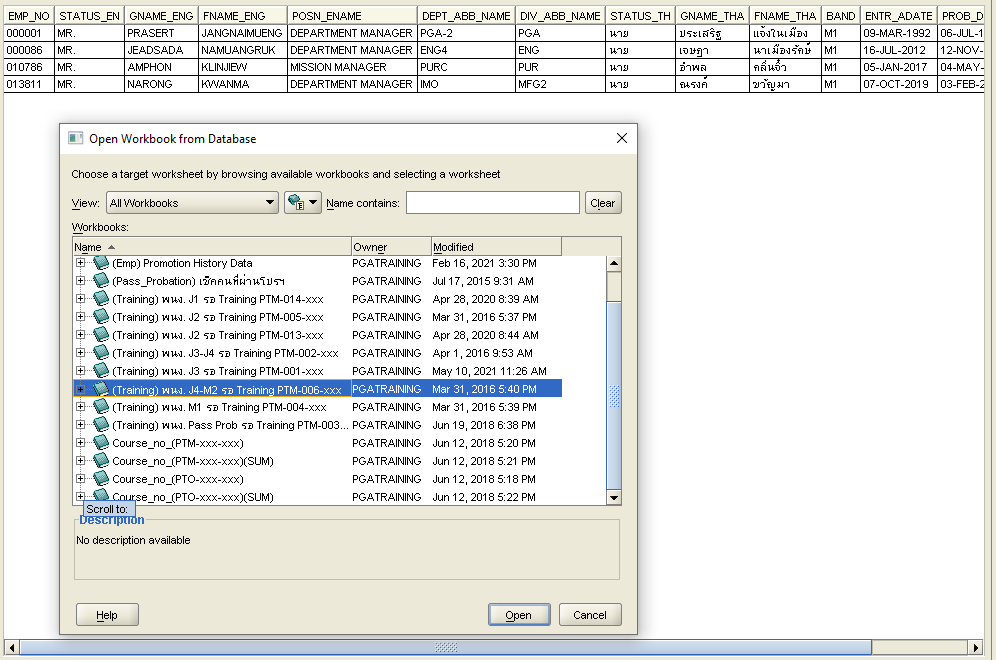 EMP_NO STATUS_EN GNAME_ENG FNAME_ENG POSN_ENAME DEPT_ABB_NAME DIV_ABB_NAME STATUS_TH GNAME_THA FNAME_THA BAND ENTR_ADATE PROB_D
000001 MR. PRASERT JANGNAIMUENG DEPARTMENT MANAGER PGA-2 PGA นาย ประเสริฐ แจ้งในเมือง M1 09-MAR-1992 06-JUL-1
000086 MR. JEADSADA NAMUANGRUK DEPARTMENT MANAGER ENG4 ENG นาย เจษฎา นาเมืองรักษ์ M1 16-JUL-2012 12-NOV-
010786 MR. AMPHON KLINJIEW MISSION MANAGER PURC PUR นาย อำพล กลิ่นจิ๋ว M1 05-JAN-2017 04-MAY-
013811 MR. NARONG KWANMA DEPARTMENT MANAGER IMO MFG2 นาย ณรงค์ ขวัญมา M1 07-OCT-2019 03-FEB-2
Open Workbook from Database
Choose a target worksheet by browsing available workbooks and selecting a worksheet
View: All Workbooks Name contains: Clear
Workbooks:
Name Owner Modified
(Emp) Promotion History Data PGATRAINING Feb 16, 2021 3:30 PM
(Pass_Probation) เช็คคนที่ผ่านโปรฯ PGATRAINING Jul 17, 2015 9:31 AM
(Training) พนง. J1 รอ Training PTM-014-xxx PGATRAINING Apr 28, 2020 8:39 AM
(Training) พนง. J2 รอ Training PTM-005-xxx PGATRAINING Mar 31, 2016 5:37 PM
(Training) พนง. J2 รอ Training PTM-013-xxx PGATRAINING Apr 28, 2020 8:44 AM
(Training) พนง. J3-J4 รอ Training PTM-002-xxx PGATRAINING Apr 1, 2016 9:53 AM
(Training) พนง. J3 รอ Training PTM-001-xxx PGATRAINING May 10, 2021 11:26 AM
(Training) พนง. J4-M2 รอ Training PTM-006-xxx PGATRAINING Mar 31, 2016 5:40 PM
(Training) พนง. M1 รอ Training PTM-004-xxx PGATRAINING Mar 31, 2016 5:39 PM
(Training) พนง. Pass Prob รอ Training PTM-003... PGATRAINING Jun 19, 2018 6:38 PM
Course_no_(PTM-xxx-xxx) PGATRAINING Jun 12, 2018 5:20 PM
Course_no_(PTM-xxx-xxx)(SUM) PGATRAINING Jun 12, 2018 5:21 PM
Course_no_(PTO-xxx-xxx) PGATRAINING Jun 12, 2018 5:18 PM
Course_no_(PTO-xxx-xxx)(SUM) PGATRAINING Jun 12, 2018 5:22 PM
Scroll to:
Description
No description available
Help Open Cancel